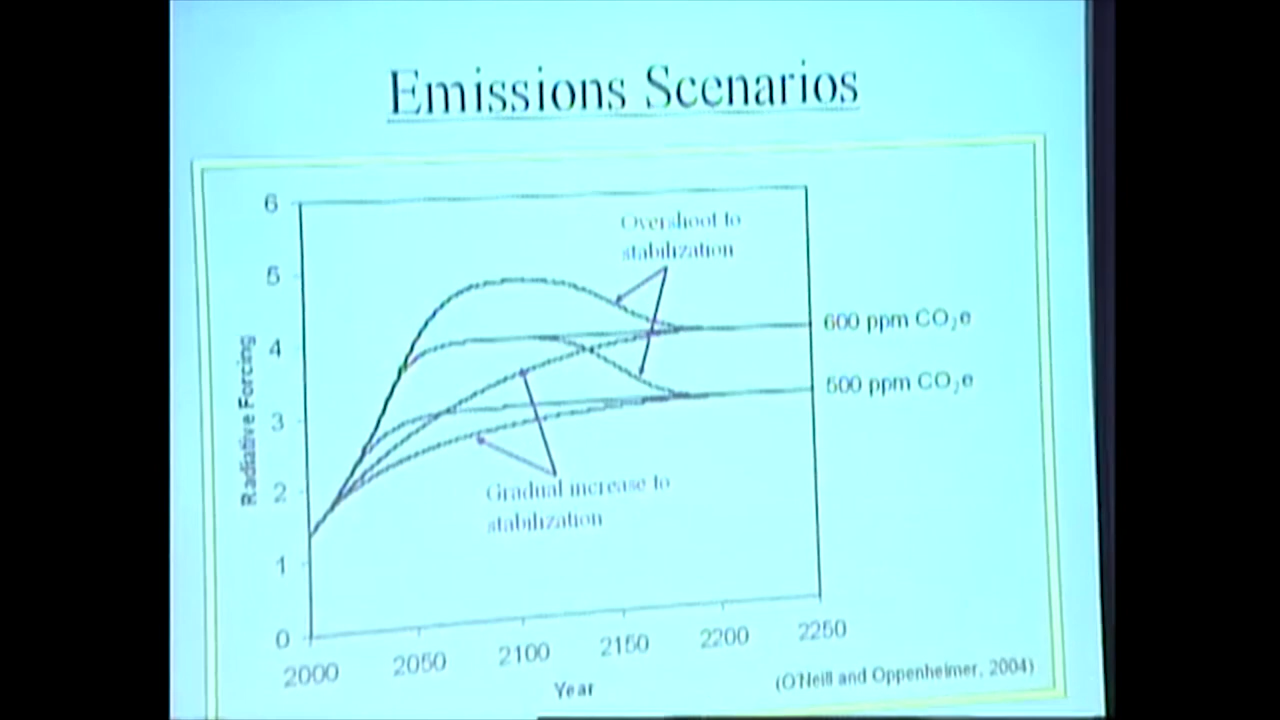 Emissions Scenarios
6
5
4
3
2
1
0
Radiative Forcing
Overshoot to
stabilization
600 ppm CO₂e
500 ppm CO₂e
Gradual increase to
stabilization
2000 2050 2100 2150 2200 2250
Year
(O'Neill and Oppenheimer, 2004)